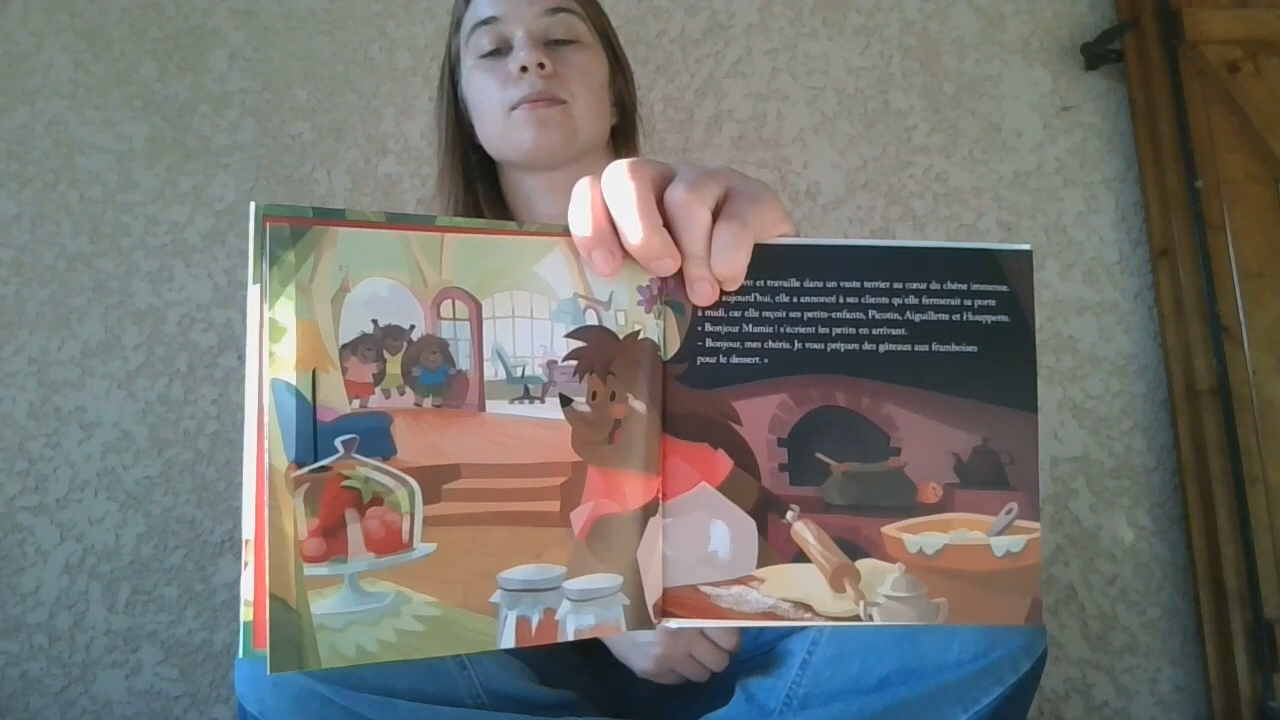 vit et travaille dans un vaste terrier au cœur du chêne immense.
aujourd'hui, elle a annoncé à ses clients qu'elle fermerait sa porte
à midi, car elle reçoit ses petits-enfants, Picotin, Aiguillette et Houppette.
« Bonjour Mamie ! s'écrient les petits en arrivant.
– Bonjour, mes chéris. Je vous prépare des gâteaux aux framboises
pour le dessert. »